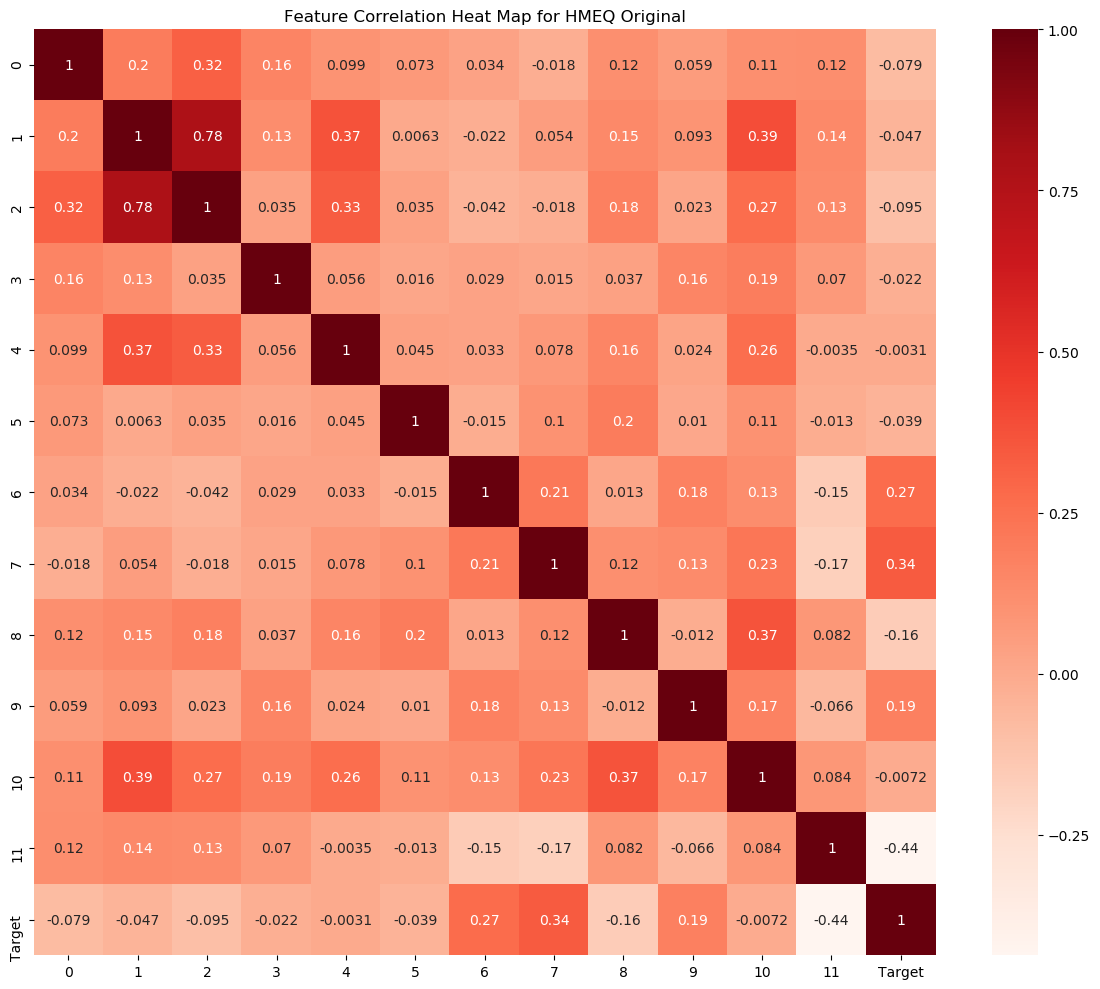 Feature Correlation Heat Map for HMEQ Original
0 1 0.2 0.32 0.16 0.099 0.073 0.034 -0.018 0.12 0.059 0.11 0.12 -0.079
1 0.2 1 0.78 0.13 0.37 0.0063 -0.022 0.054 0.15 0.093 0.39 0.14 -0.047
2 0.32 0.78 1 0.035 0.33 0.035 -0.042 -0.018 0.18 0.023 0.27 0.13 -0.095
3 0.16 0.13 0.035 1 0.056 0.016 0.029 0.015 0.037 0.16 0.19 0.07 -0.022
4 0.099 0.37 0.33 0.056 1 0.045 0.033 0.078 0.16 0.024 0.26 -0.0035 -0.0031
5 0.073 0.0063 0.035 0.016 0.045 1 -0.015 0.1 0.2 0.01 0.11 -0.013 -0.039
6 0.034 -0.022 -0.042 0.029 0.033 -0.015 1 0.21 0.013 0.18 0.13 -0.15 0.27
7 -0.018 0.054 -0.018 0.015 0.078 0.1 0.21 1 0.12 0.13 0.23 -0.17 0.34
8 0.12 0.15 0.18 0.037 0.16 0.2 0.013 0.12 1 -0.012 0.37 0.082 -0.16
9 0.059 0.093 0.023 0.16 0.024 0.01 0.18 0.13 -0.012 1 0.17 -0.066 0.19
10 0.11 0.39 0.27 0.19 0.26 0.11 0.13 0.23 0.37 0.17 1 0.084 -0.0072
11 0.12 0.14 0.13 0.07 -0.0035 -0.013 -0.15 -0.17 0.082 -0.066 0.084 1 -0.44
Target -0.079 -0.047 -0.095 -0.022 -0.0031 -0.039 0.27 0.34 -0.16 0.19 -0.0072 -0.44 1
0 1 2 3 4 5 6 7 8 9 10 11 Target
1.00
0.75
0.50
0.25
0.00
−0.25